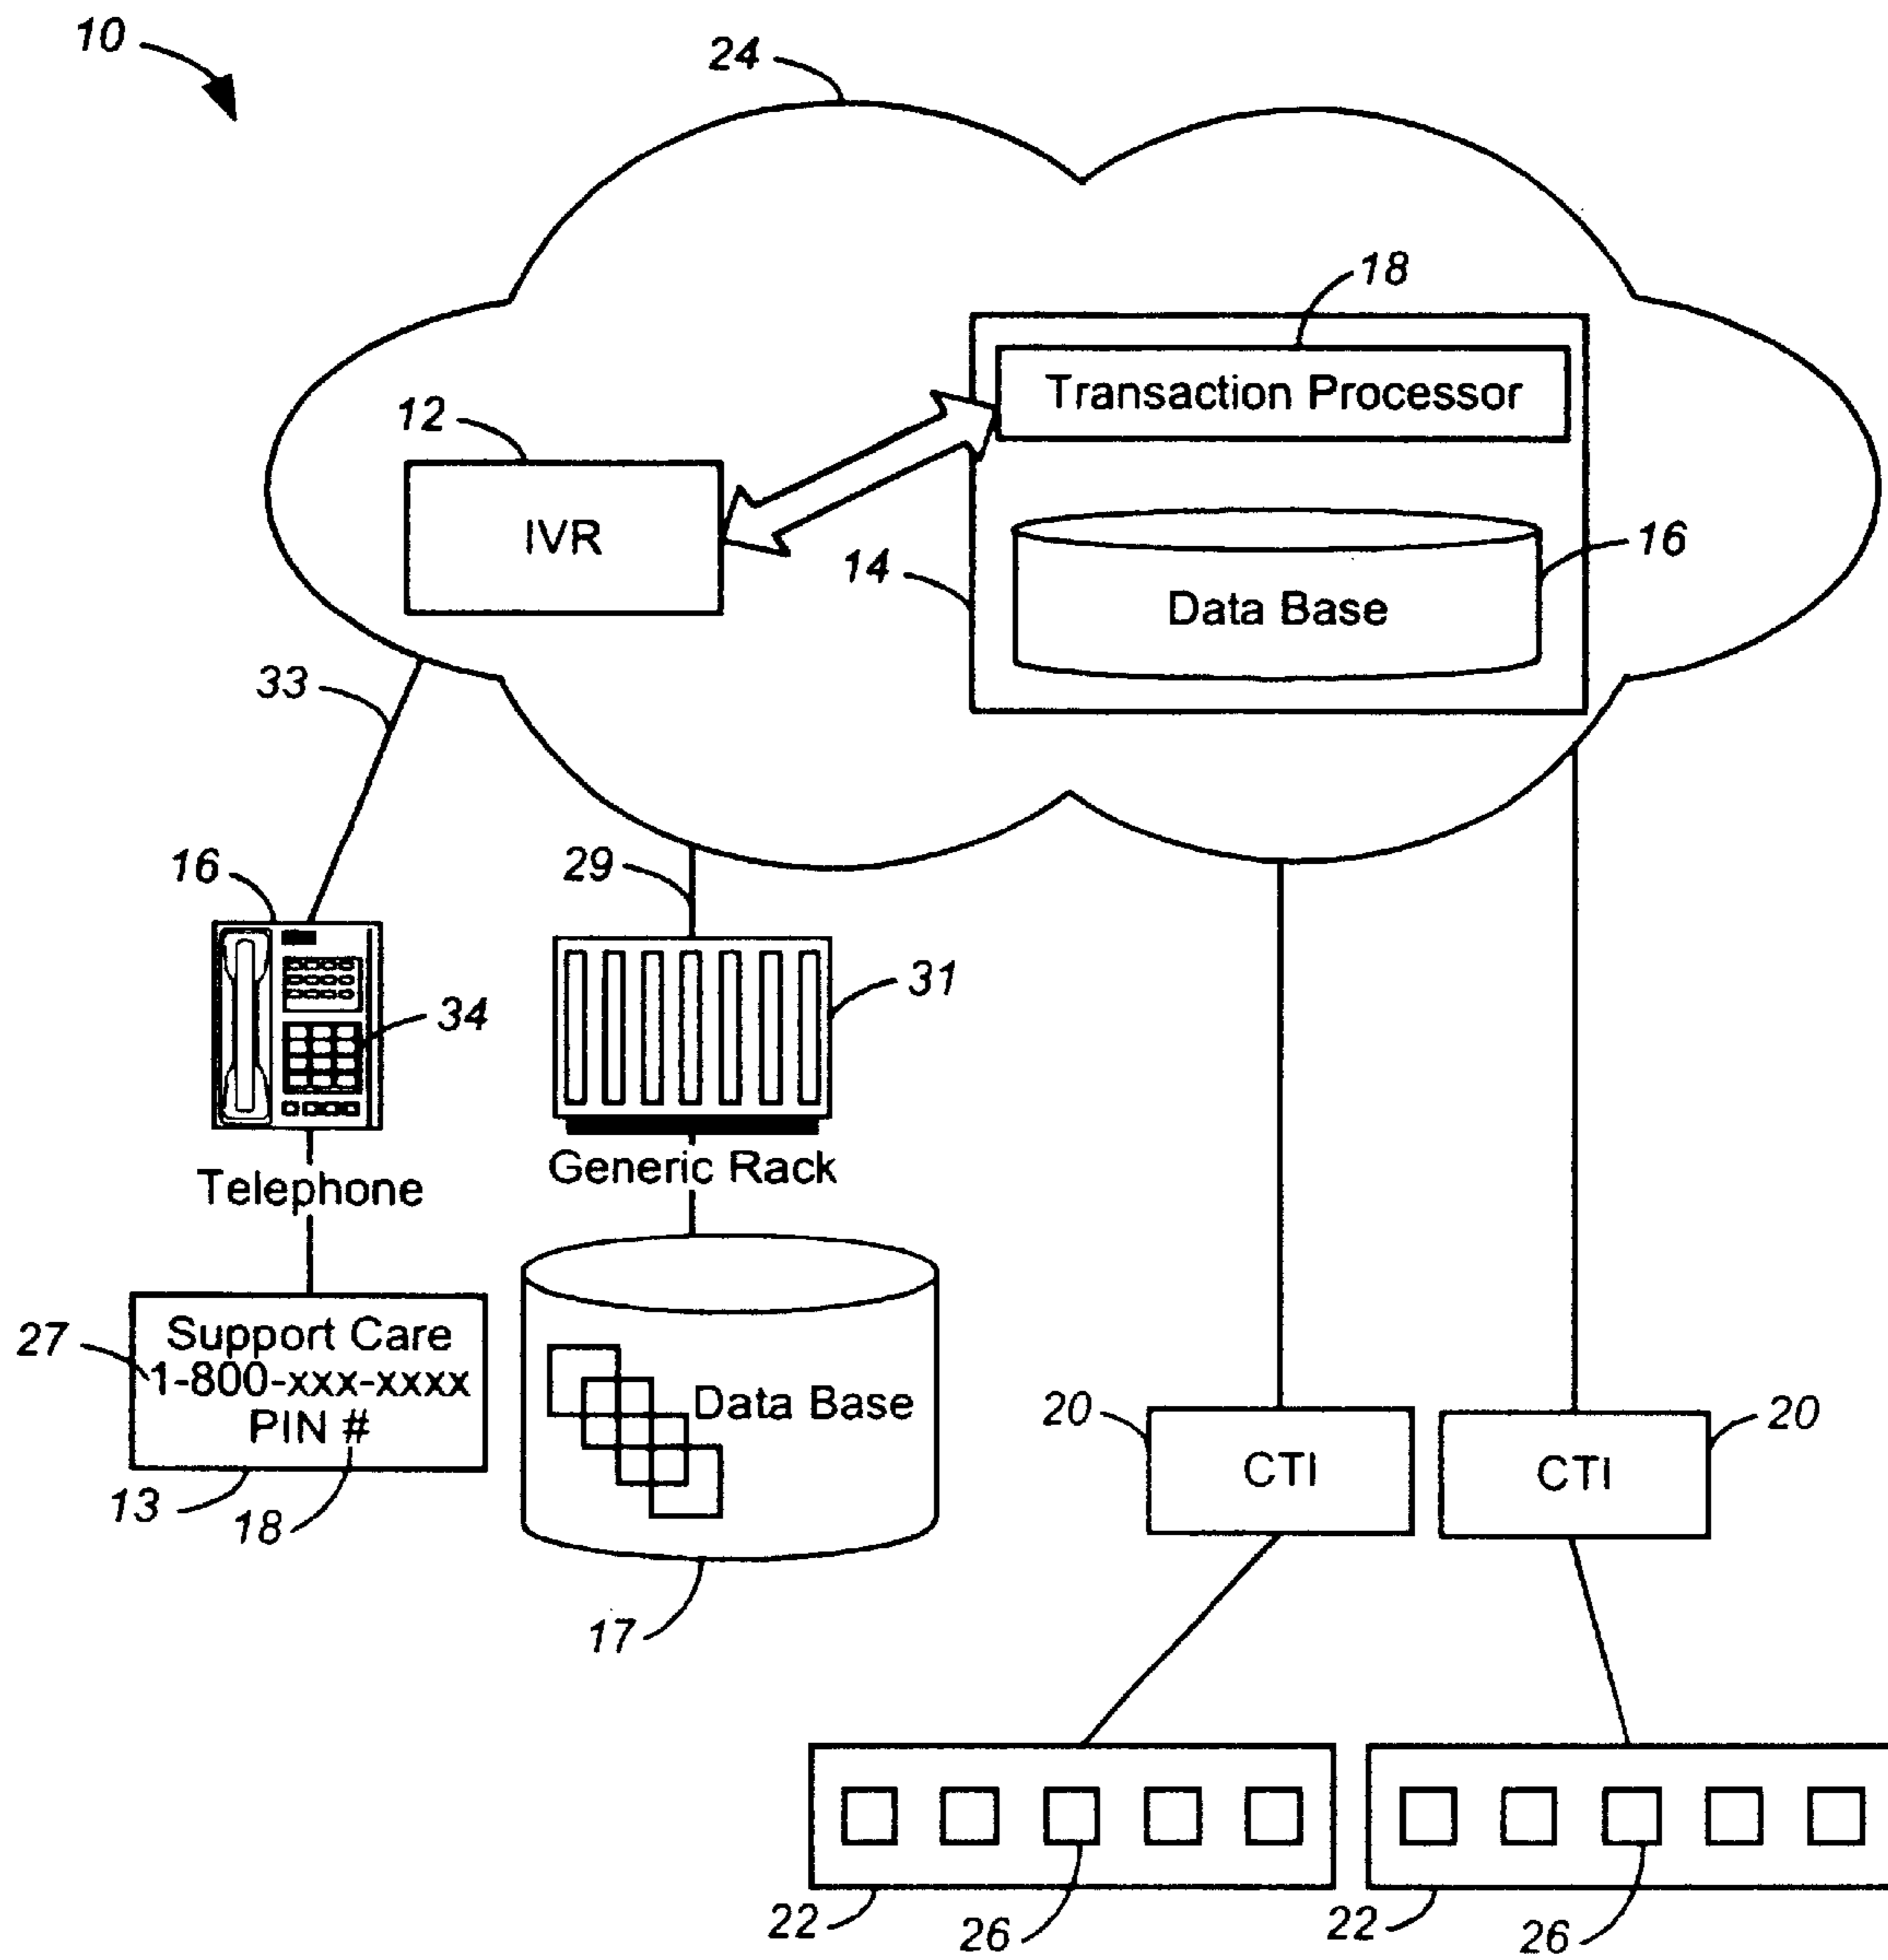 10
24
18
Transaction Processor
12
IVR
14
16
Data Base
33
16
29
31
34
Telephone
Generic Rack
27
Support Care
1-800-xxx-xxxx
PIN #
13
18
Data Base
17
20
CTI
CTI
20
22
26
22
26